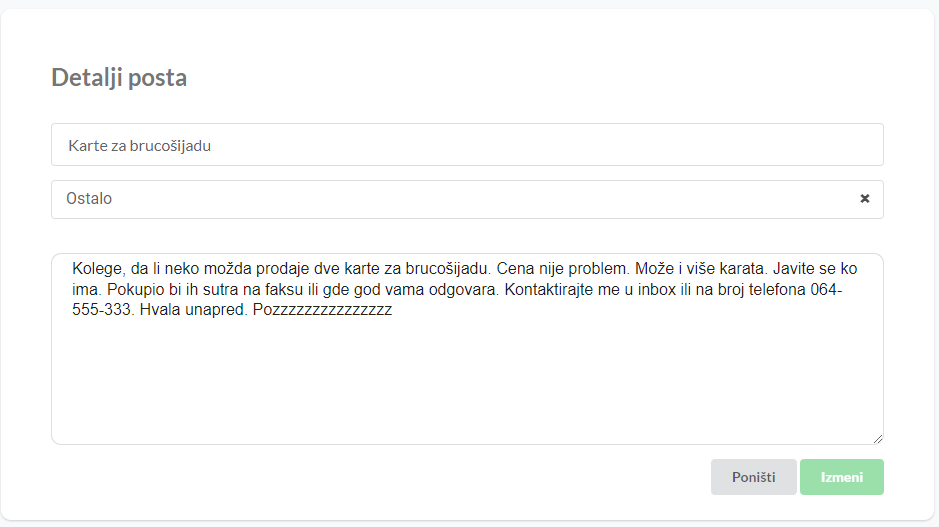 Detalji posta
Karte za brucošijadu
Ostalo
Kolege, da li neko možda prodaje dve karte za brucošijadu. Cena nije problem. Može i više karata. Javite se ko
ima. Pokupio bi ih sutra na faksu ili gde god vama odgovara. Kontaktirajte me u inbox ili na broj telefona 064-
555-333. Hvala unapred. Pozzzzzzzzzzzzzzz
Poništi Izmeni